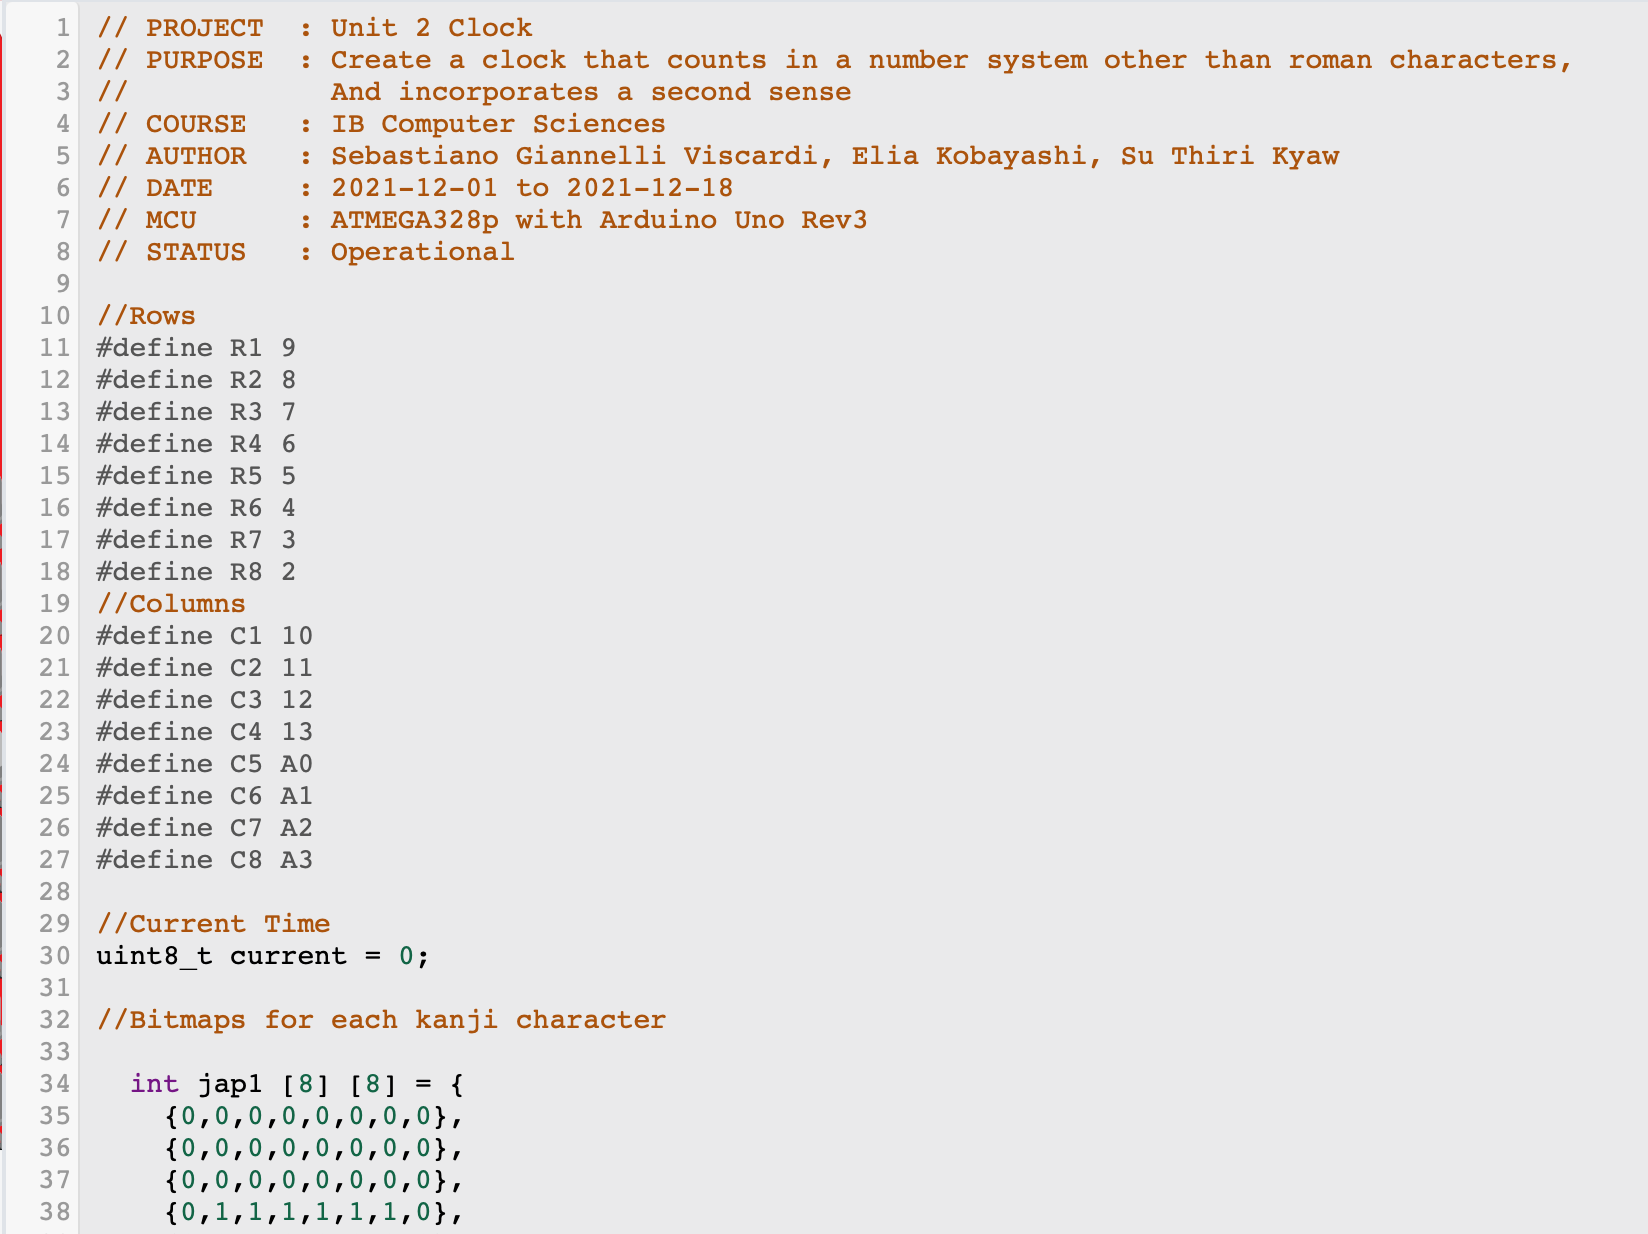 1 // PROJECT  : Unit 2 Clock
2 // PURPOSE  : Create a clock that counts in a number system other than roman characters,
3 //            And incorporates a second sense
4 // COURSE   : IB Computer Sciences
5 // AUTHOR   : Sebastiano Giannelli Viscardi, Elia Kobayashi, Su Thiri Kyaw
6 // DATE     : 2021-12-01 to 2021-12-18
7 // MCU      : ATMEGA328p with Arduino Uno Rev3
8 // STATUS   : Operational
9
10 //Rows
11 #define R1 9
12 #define R2 8
13 #define R3 7
14 #define R4 6
15 #define R5 5
16 #define R6 4
17 #define R7 3
18 #define R8 2
19 //Columns
20 #define C1 10
21 #define C2 11
22 #define C3 12
23 #define C4 13
24 #define C5 A0
25 #define C6 A1
26 #define C7 A2
27 #define C8 A3
28
29 //Current Time
30 uint8_t current = 0;
31
32 //Bitmaps for each kanji character
33
34   int jap1 [8] [8] = {
35     {0,0,0,0,0,0,0,0},
36     {0,0,0,0,0,0,0,0},
37     {0,0,0,0,0,0,0,0},
38     {0,1,1,1,1,1,1,0},